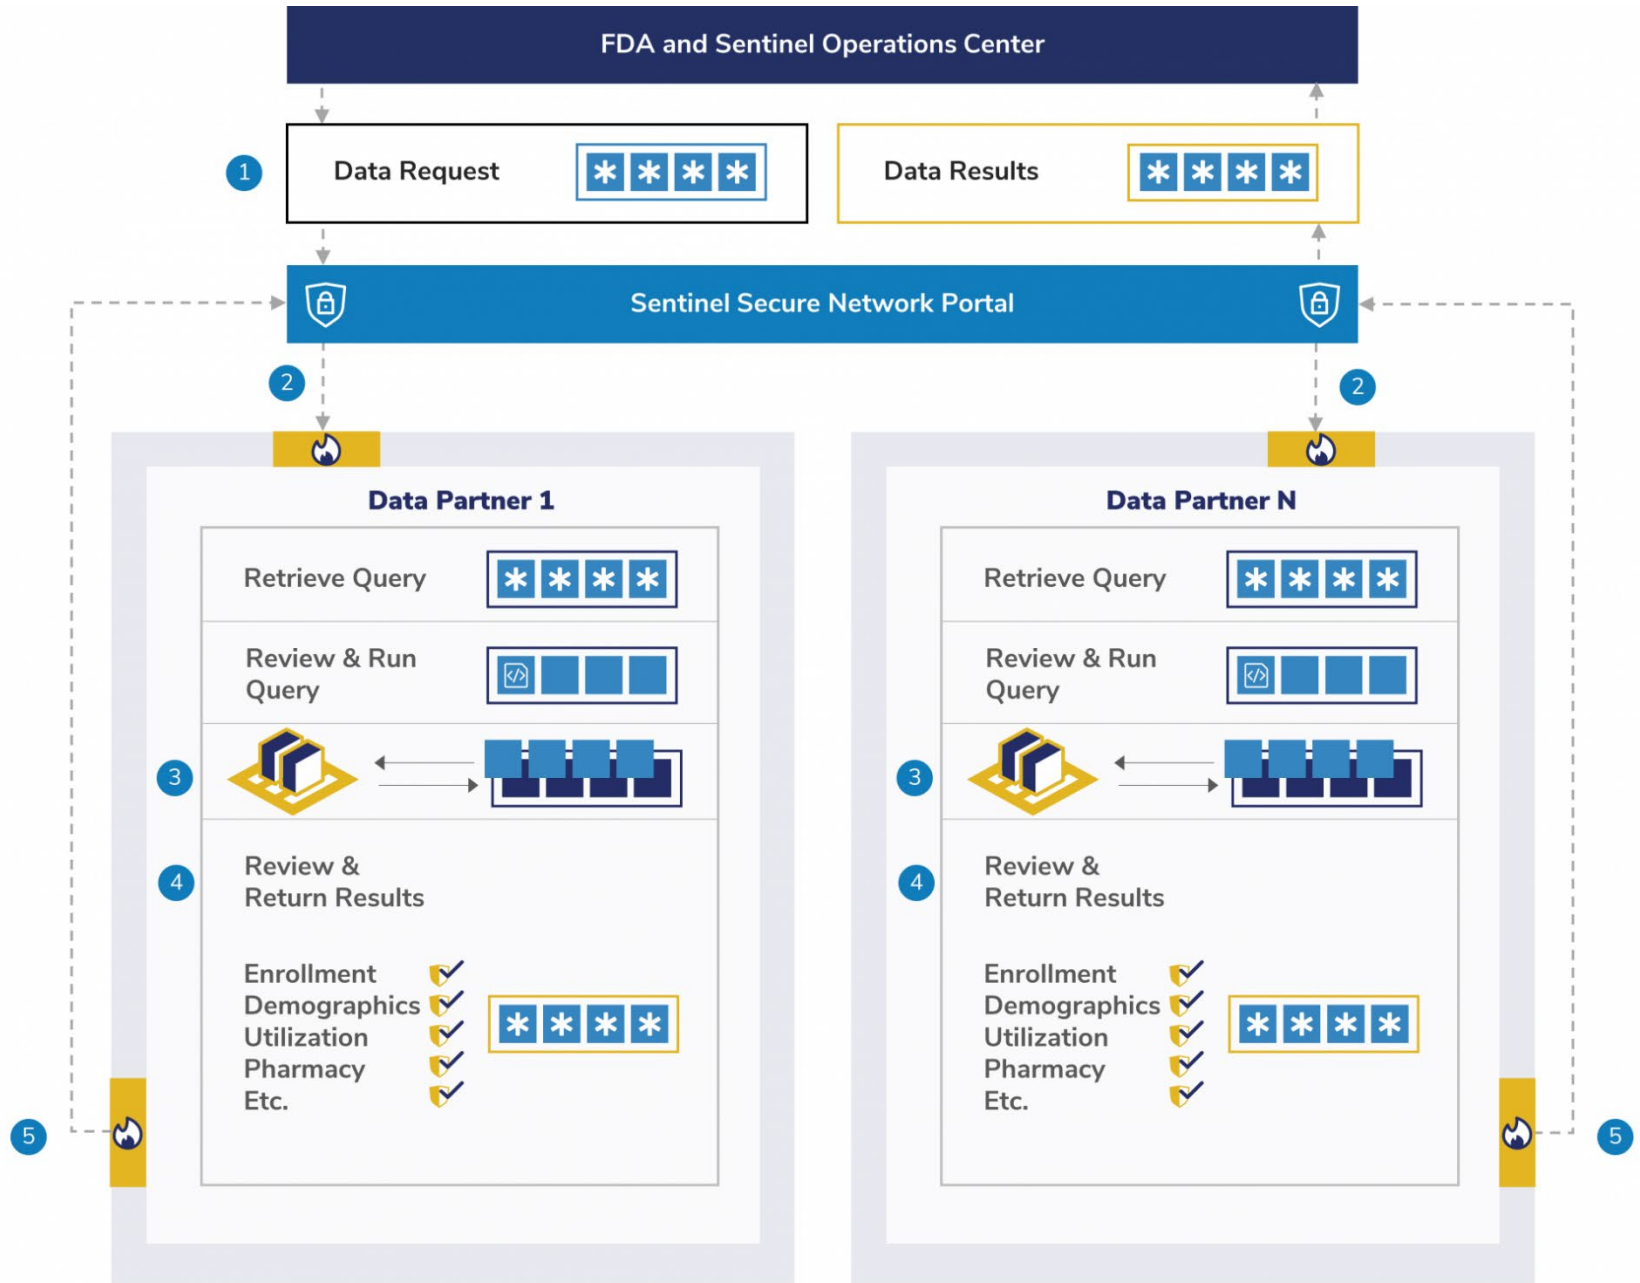 FDA and Sentinel Operations Center
1
Data Request
Data Results
Sentinel Secure Network Portal
2
2
Data Partner 1
Retrieve Query
Review & Run
Query
3
4
Review &
Return Results
Enrollment
Demographics
Utilization
Pharmacy
Etc.
5
Data Partner N
Retrieve Query
Review & Run
Query
3
4
Review &
Return Results
Enrollment
Demographics
Utilization
Pharmacy
Etc.
5